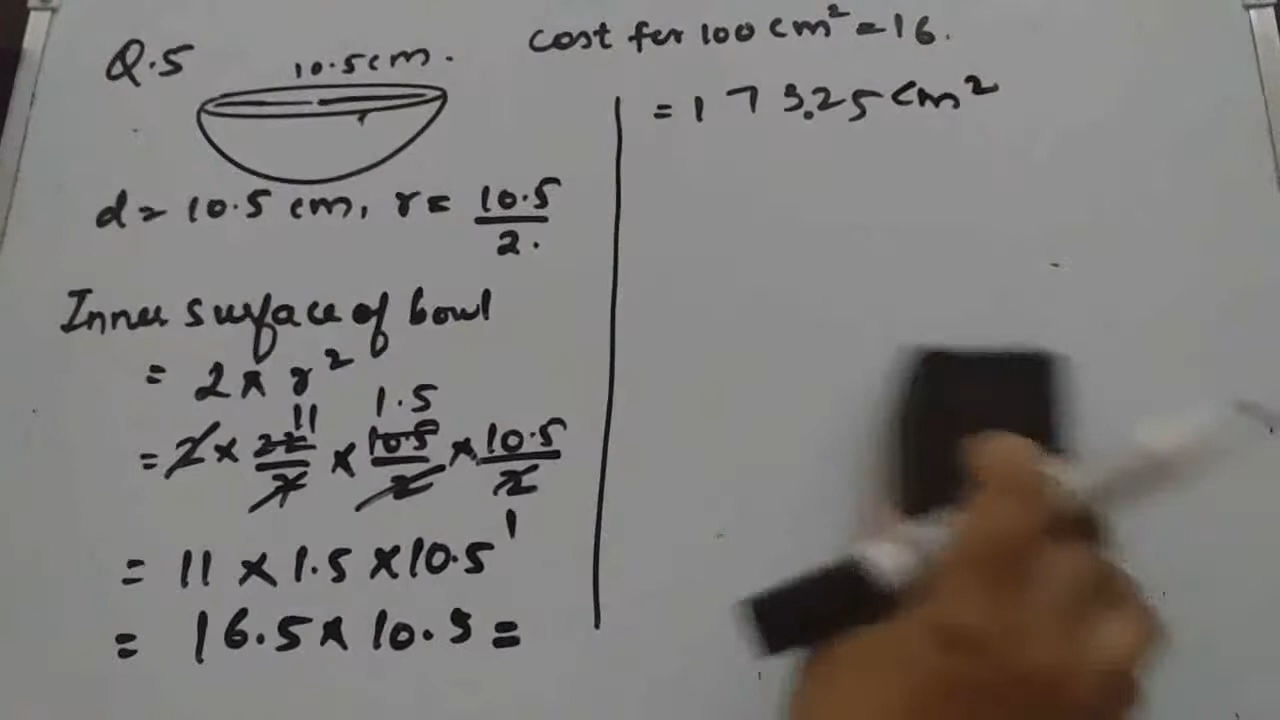 Q.5
10.5cm.
d = 10.5 cm, r = 10.5/2.
Inner surface of bowl
= 2π r²
11 1.5
= 2 × 22/7 × 10.5/2 × 10.5/2
1
= 11 × 1.5 × 10.5
= 16.5 × 10.5 =
cost for 100 cm² = 16.
= 173.25 cm²